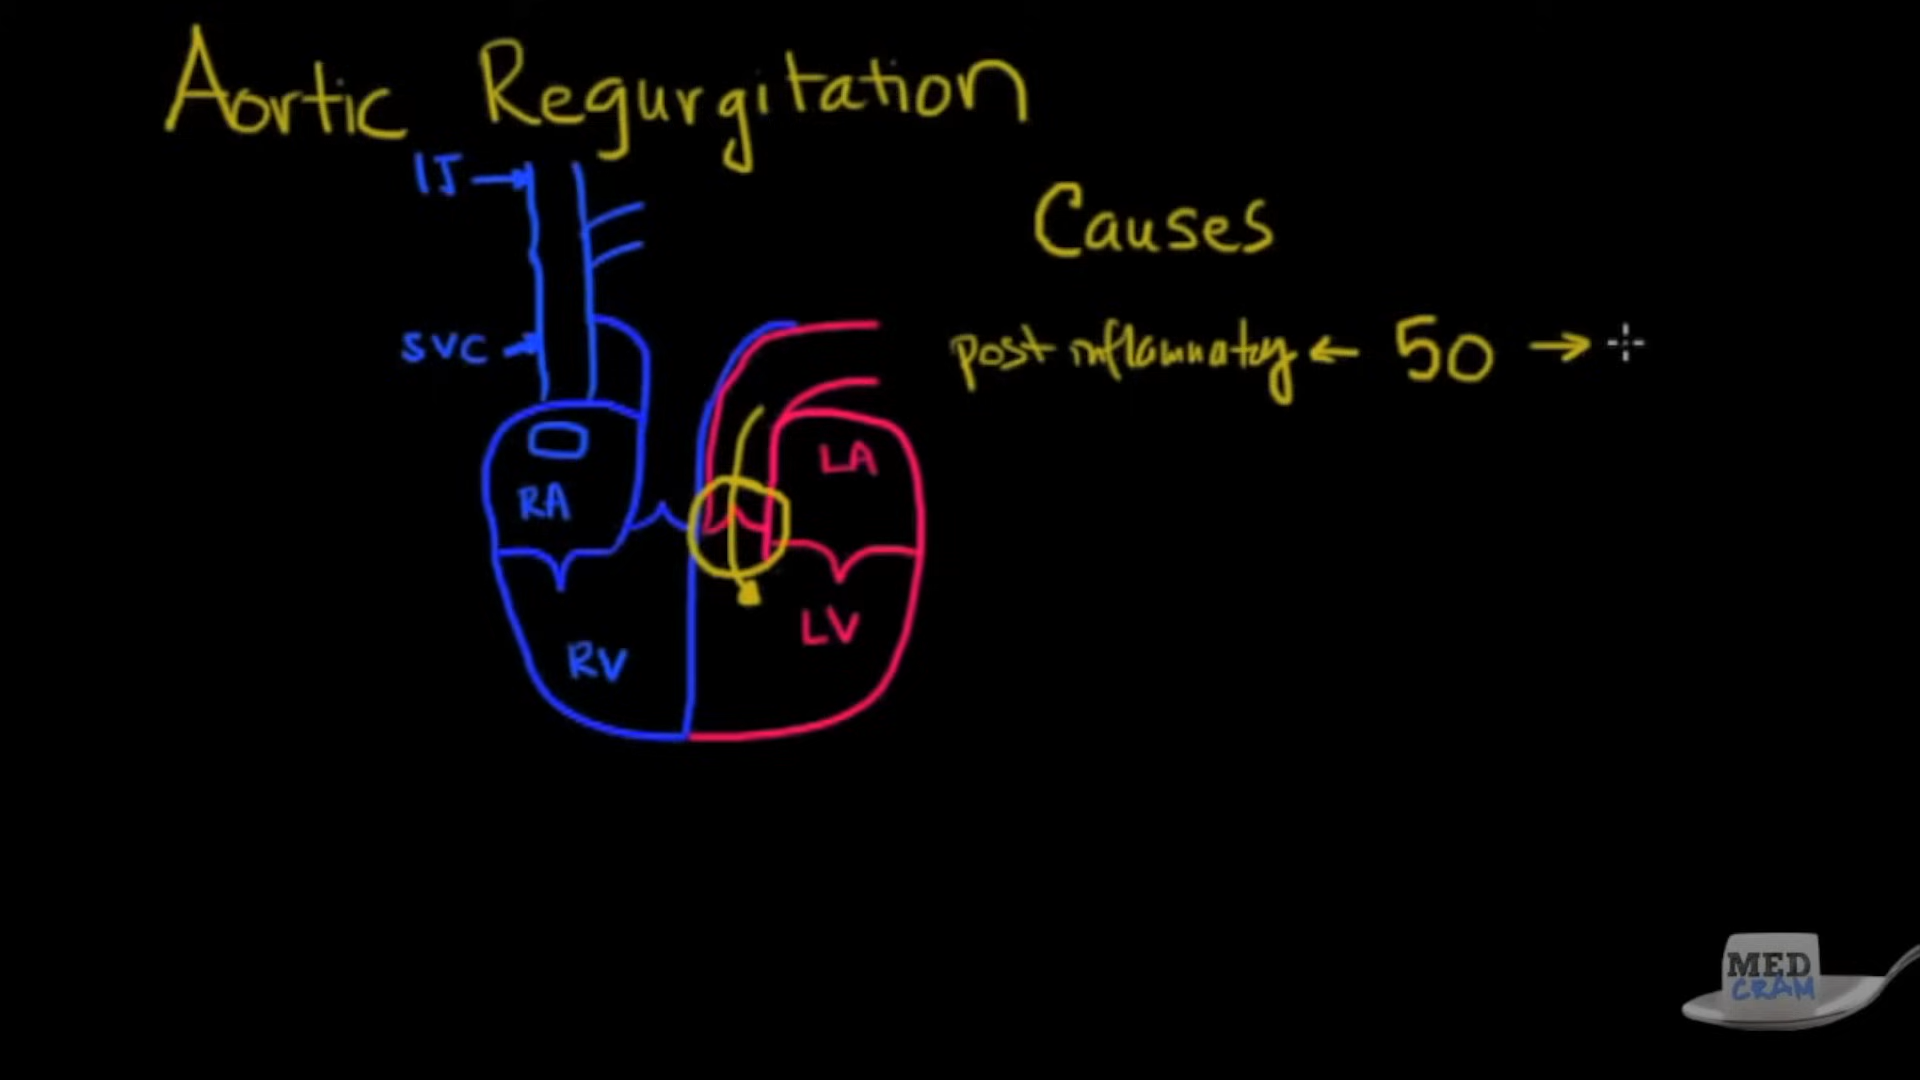 Aortic Regurgitation
IJ
Causes
SVC
post inflammatory ← 50 →
LA
RA
LV
RV
MED
CRAM